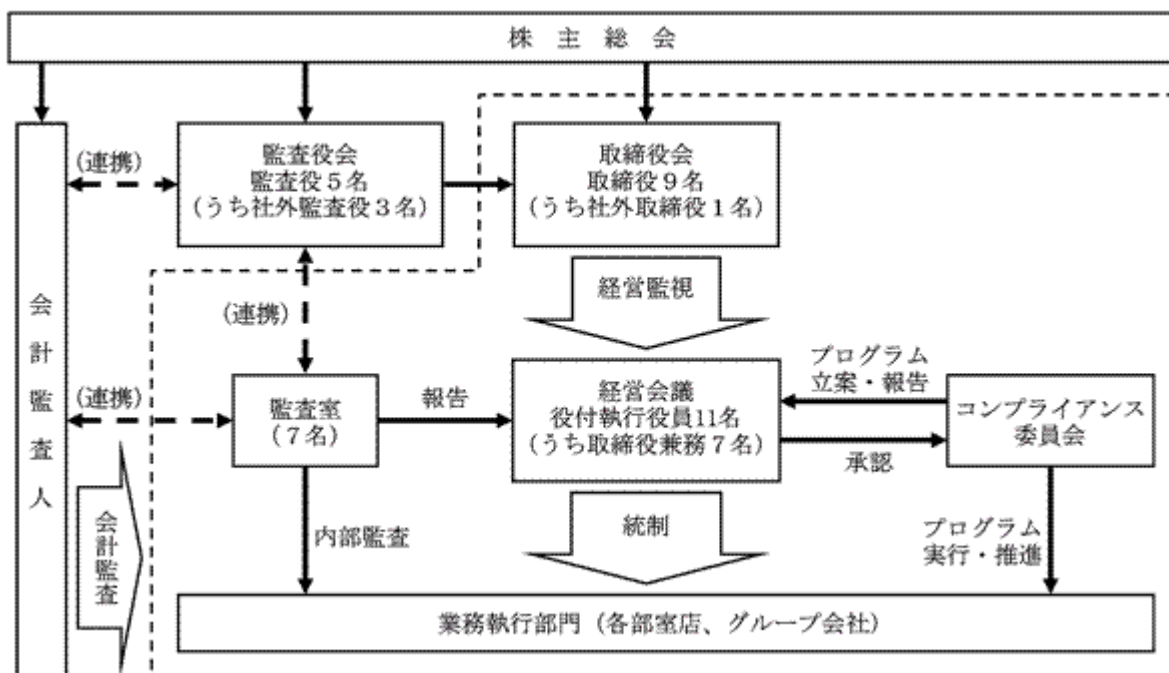 株主総会
(連携)
監査役会
監査役5名
(うち社外監査役3名)
取締役会
取締役9名
(うち社外取締役1名)
経営監視
(連携)
会計監査人
(連携)
監査室
(7名)
報告
経営会議
役付執行役員11名
(うち取締役兼務7名)
プログラム
立案・報告
承認
コンプライアンス
委員会
会計監査
内部監査
統制
プログラム
実行・推進
業務執行部門(各部室店、グループ会社)